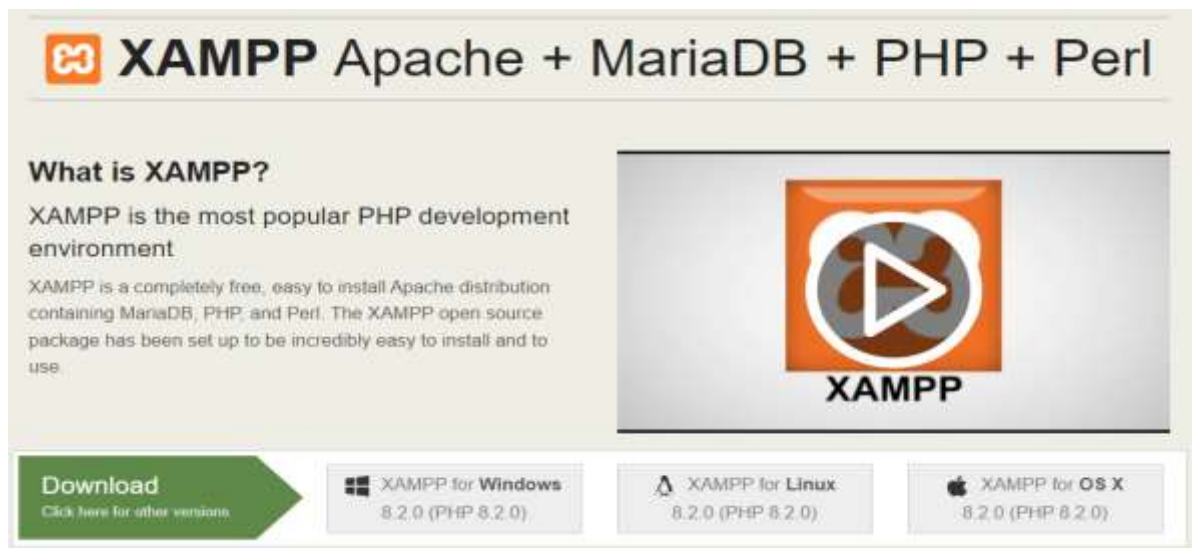 XAMPP Apache + MariaDB + PHP + Perl
What is XAMPP?
XAMPP is the most popular PHP development
environment
XAMPP is a completely free, easy to install Apache distribution
containing MariaDB, PHP, and Perl. The XAMPP open source
package has been set up to be incredibly easy to install and to
use.
XAMPP
Download
Click here for other versions
XAMPP for Windows
8.2.0 (PHP 8.2.0)
XAMPP for Linux
8.2.0 (PHP 8.2.0)
XAMPP for OS X
8.2.0 (PHP 8.2.0)